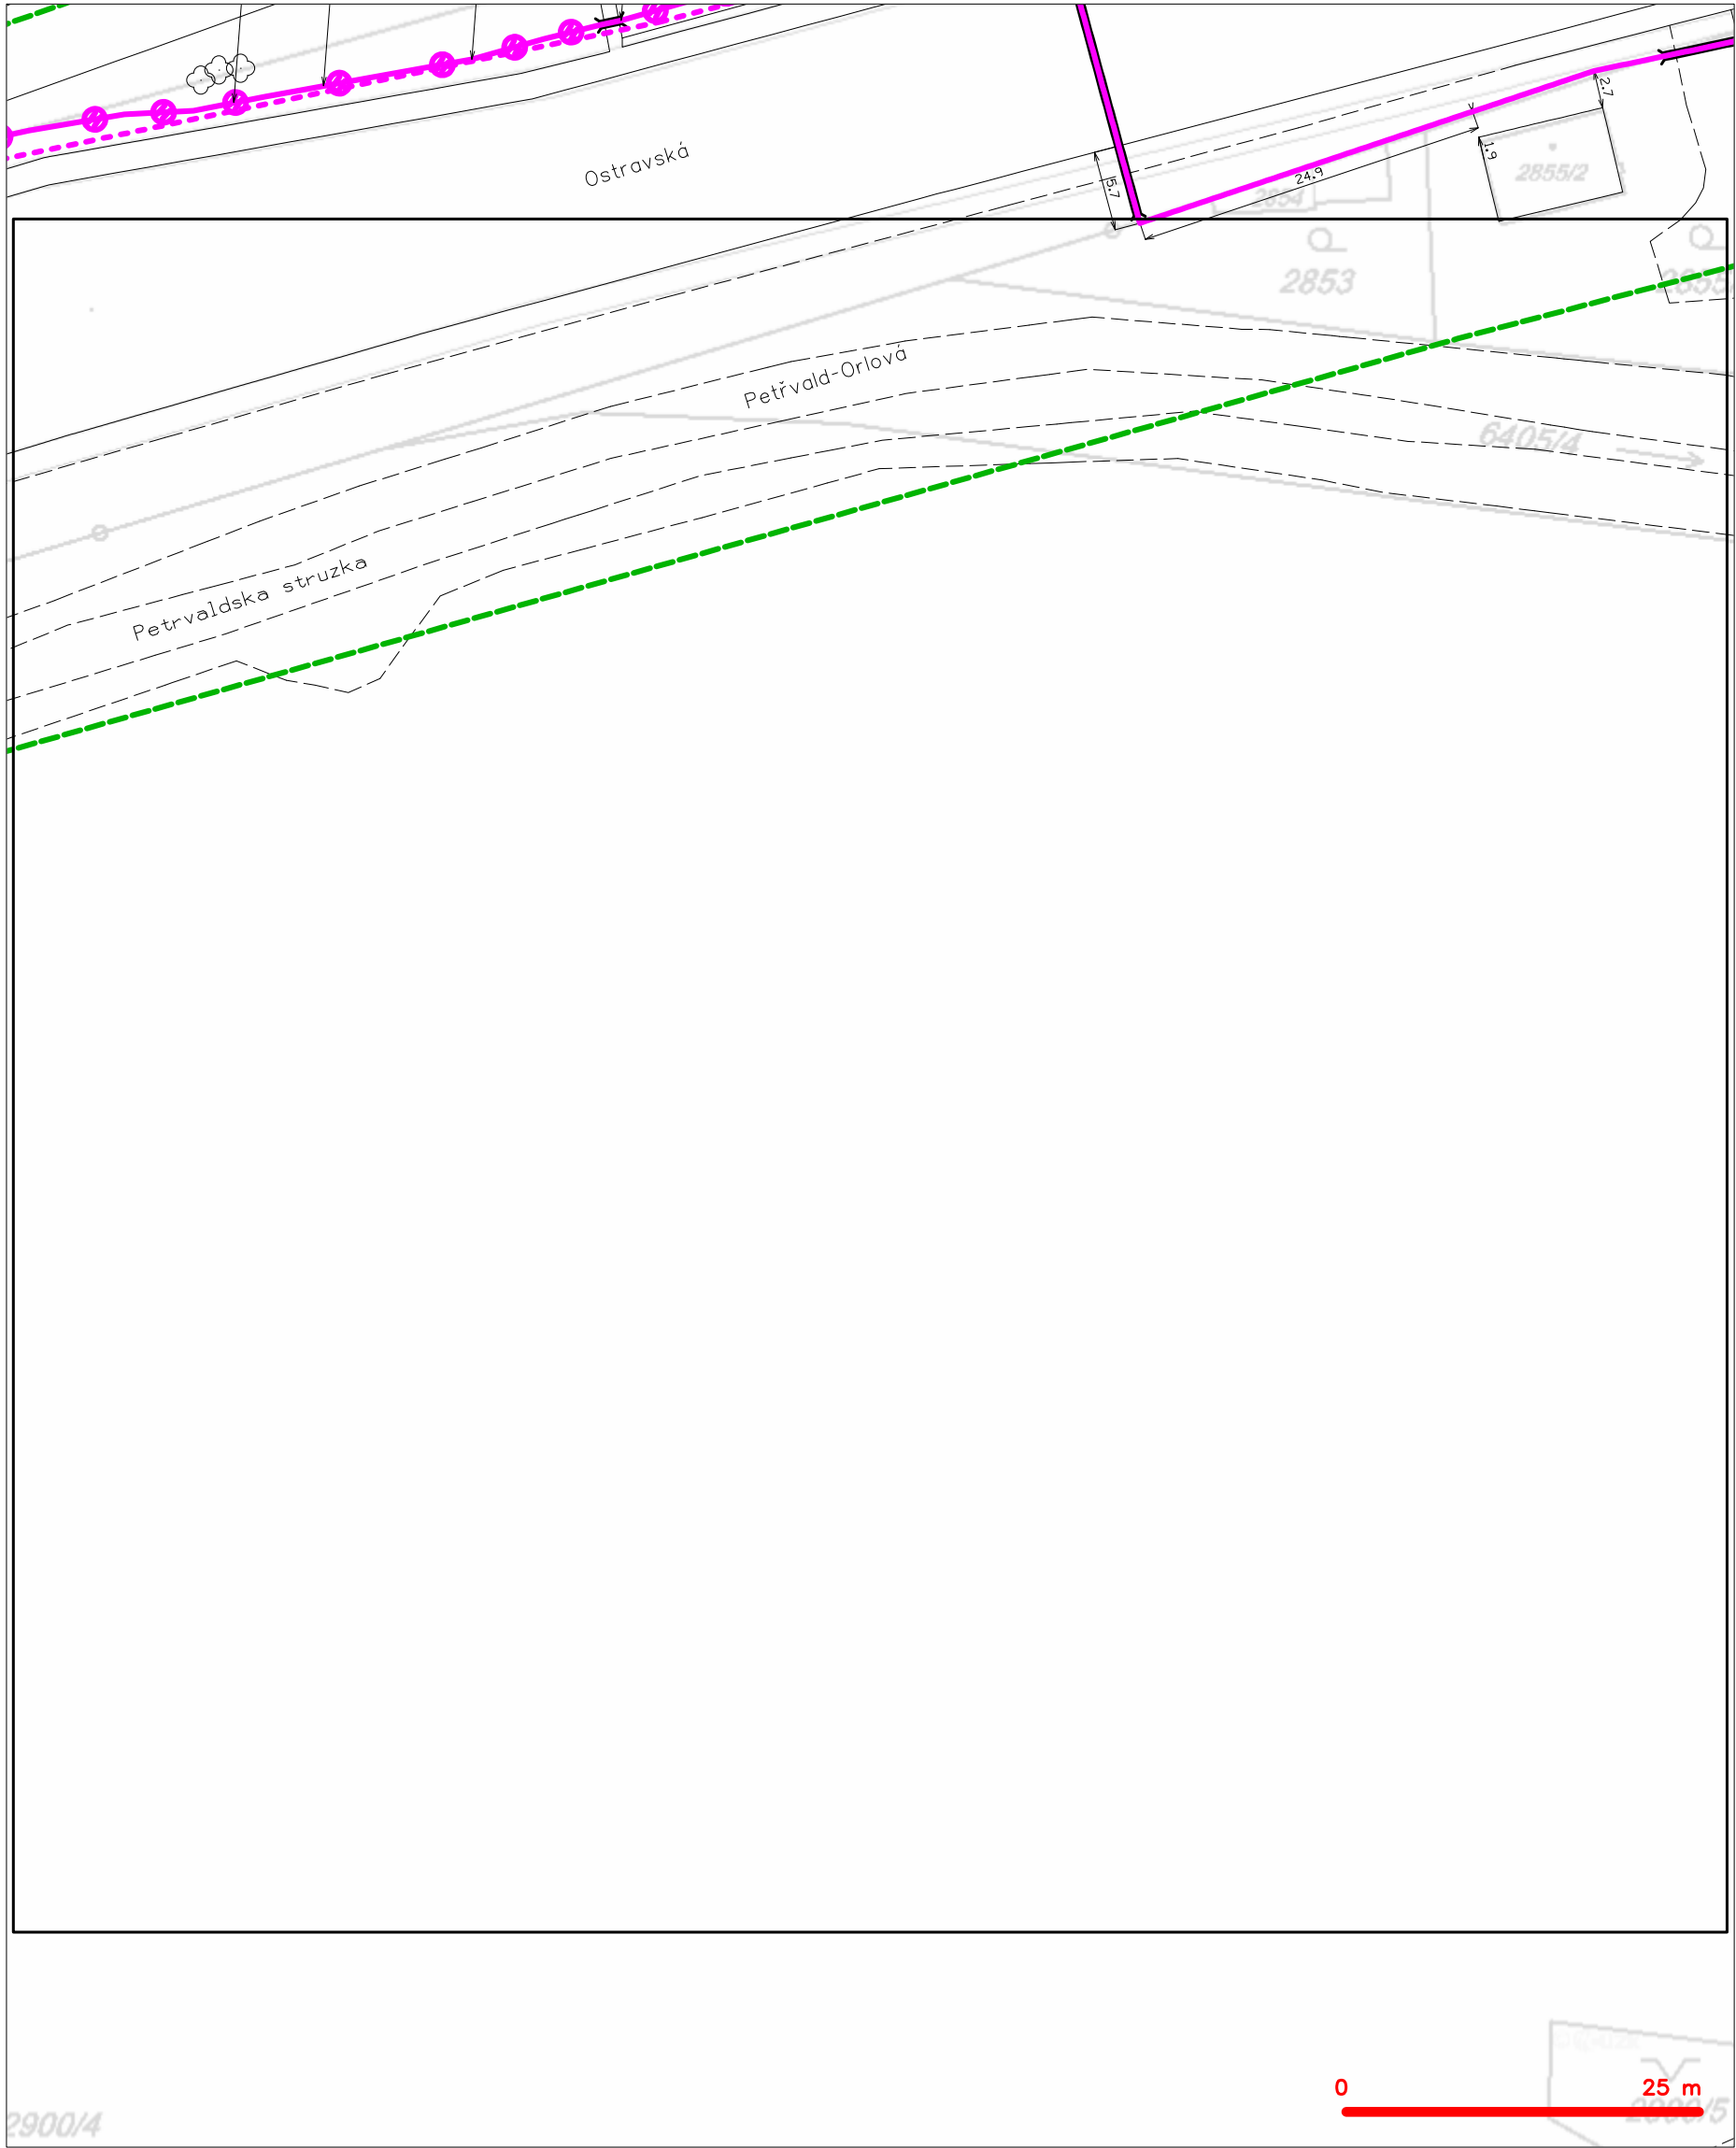 Ostravská
2.7
1.9
2855/2
24.9
2854
5.7
2853
Petřvald-Orlová
6405/4
Petrvaldska struzka
0 25 m
2900/4
2900/5